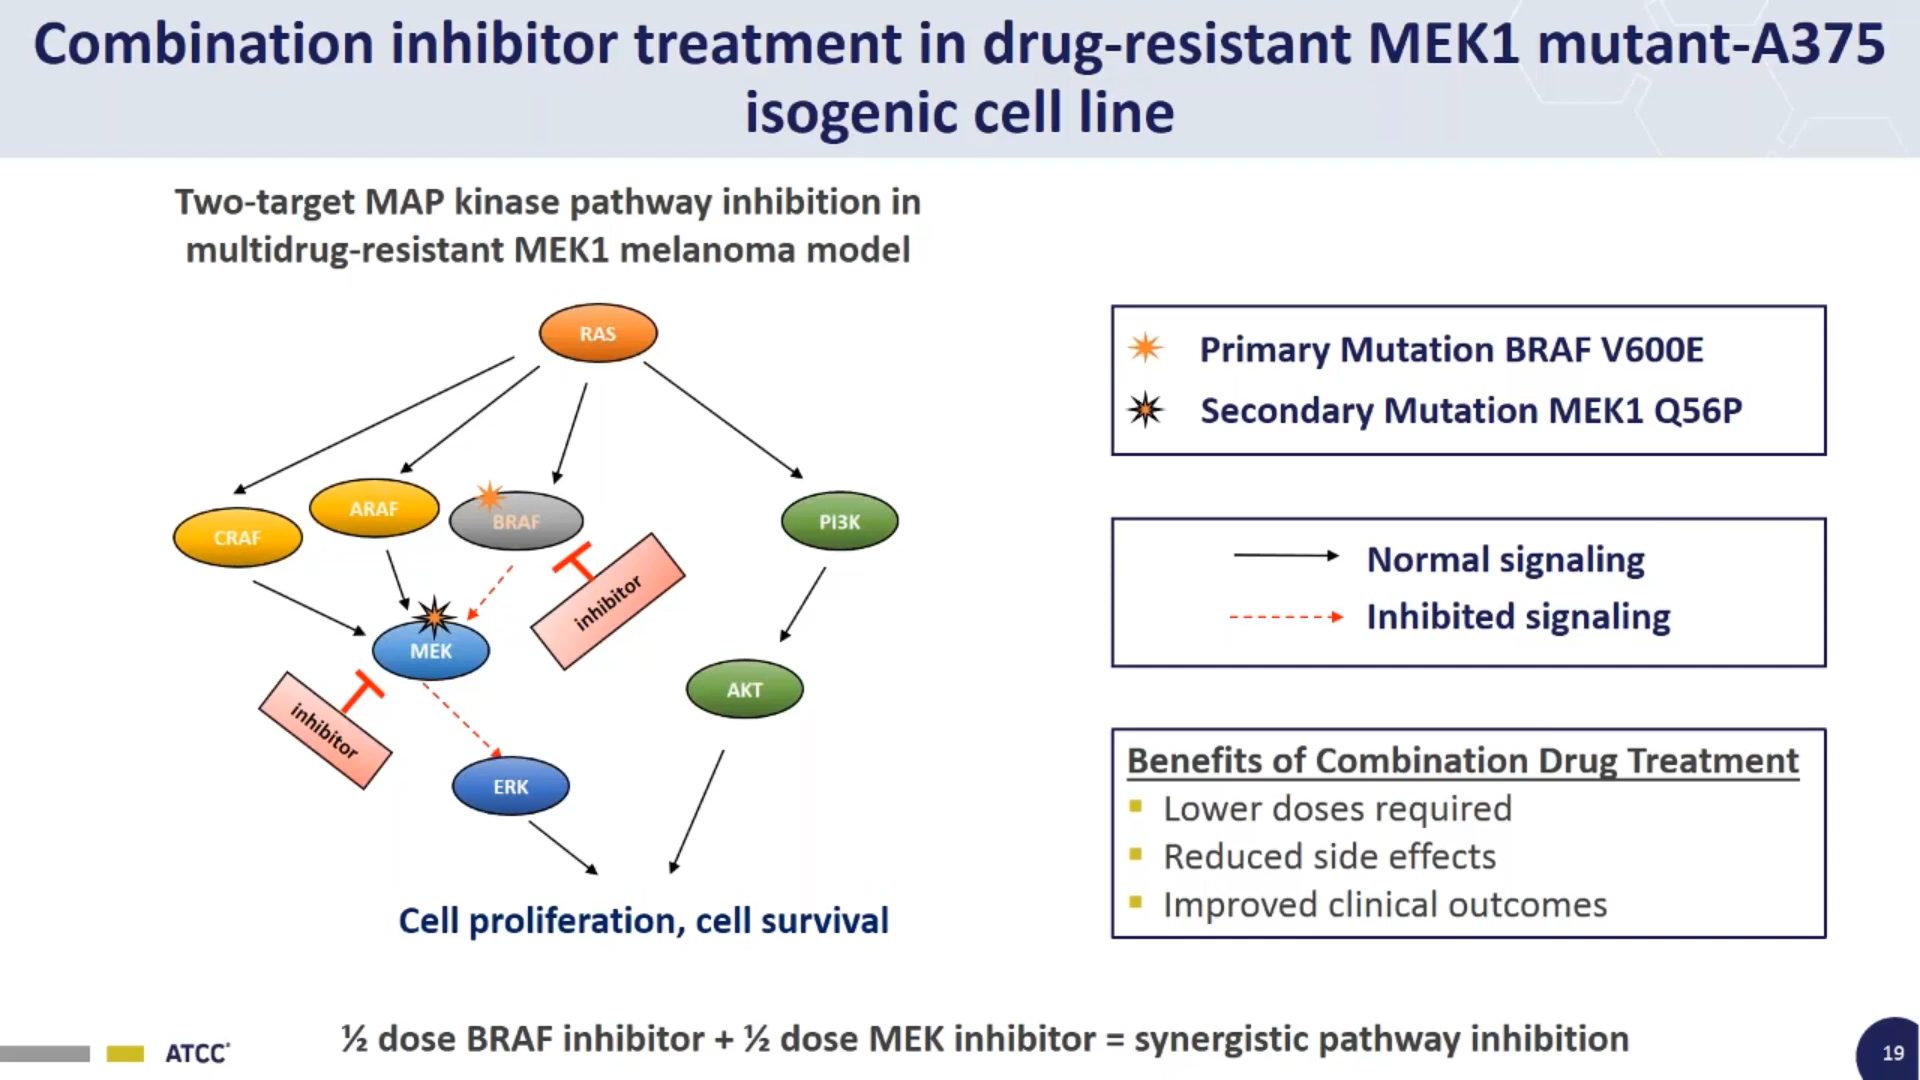 Combination inhibitor treatment in drug-resistant MEK1 mutant-A375
isogenic cell line
Two-target MAP kinase pathway inhibition in
multidrug-resistant MEK1 melanoma model
RAS
CRAF
ARAF
BRAF
PI3K
inhibitor
MEK
inhibitor
AKT
ERK
Cell proliferation, cell survival
Primary Mutation BRAF V600E
Secondary Mutation MEK1 Q56P
Normal signaling
Inhibited signaling
Benefits of Combination Drug Treatment
Lower doses required
Reduced side effects
Improved clinical outcomes
½ dose BRAF inhibitor + ½ dose MEK inhibitor = synergistic pathway inhibition
ATCC®
19